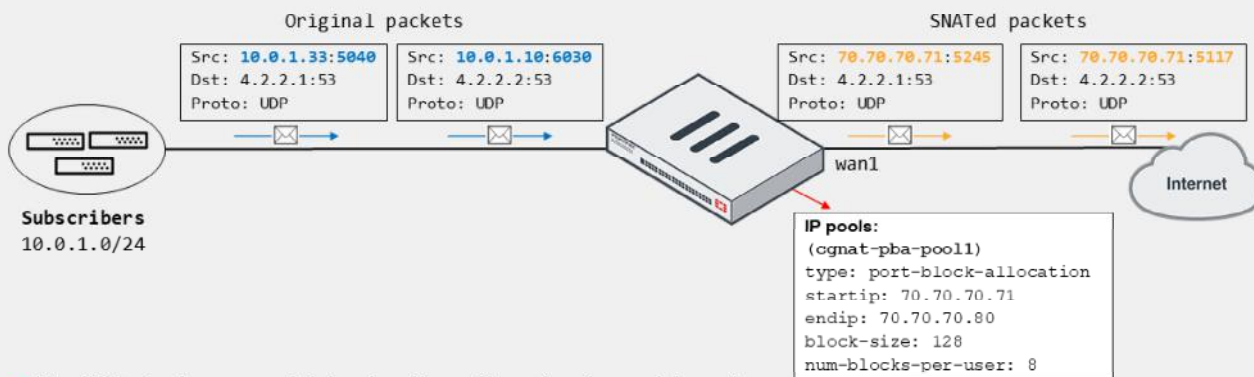 Original packets
SNATed packets
Src: 10.0.1.33:5040
Dst: 4.2.2.1:53
Proto: UDP
Src: 10.0.1.10:6030
Dst: 4.2.2.2:53
Proto: UDP
Src: 70.70.70.71:5245
Dst: 4.2.2.1:53
Proto: UDP
Src: 70.70.70.71:5117
Dst: 4.2.2.2:53
Proto: UDP
wan1
Internet
Subscribers
10.0.1.0/24
IP pools:
(cgnat-pba-pool1)
type: port-block-allocation
startip: 70.70.70.71
endip: 70.70.70.80
block-size: 128
num-blocks-per-user: 8